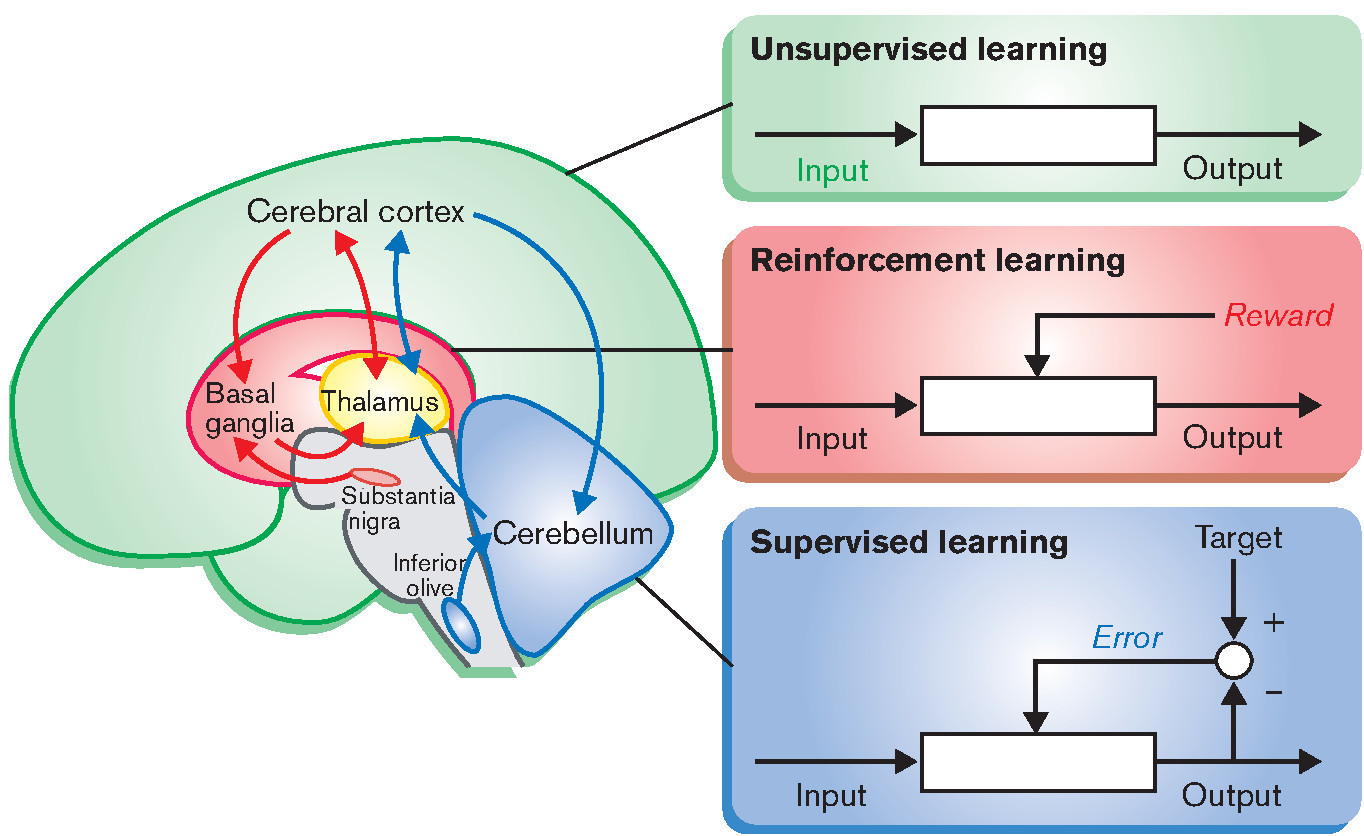 Unsupervised learning
Input
Output
Cerebral cortex
Reinforcement learning
Reward
Input
Output
Basal
ganglia
Thalamus
Substantia
nigra
Cerebellum
Inferior
olive
Supervised learning
Target
+
Error
−
Input
Output